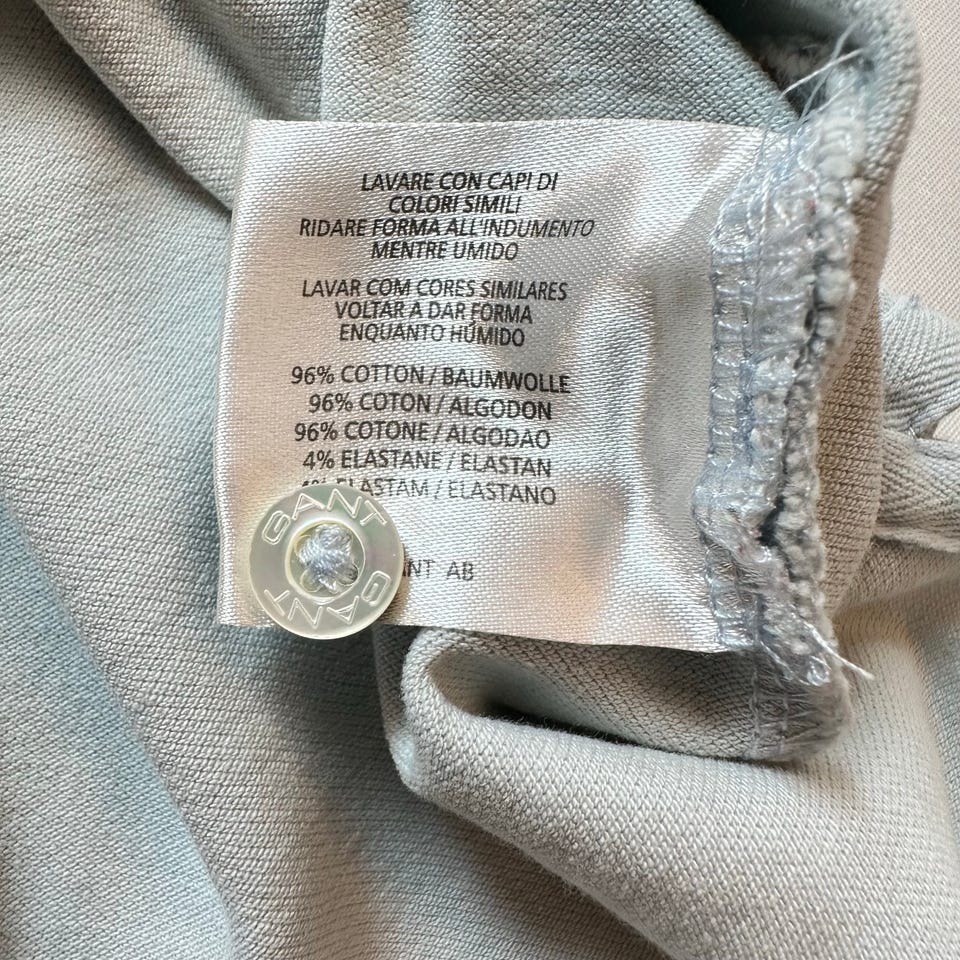 LAVARE CON CAPI DI
COLORI SIMILI
RIDARE FORMA ALL'INDUMENTO
MENTRE UMIDO
LAVAR COM CORES SIMILARES
VOLTAR A DAR FORMA
ENQUANTO HÚMIDO
96% COTTON / BAUMWOLLE
96% COTON / ALGODON
96% COTONE / ALGODAO
4% ELASTANE / ELASTAN
4% ELASTAM / ELASTANO
AB
GANT
GANT